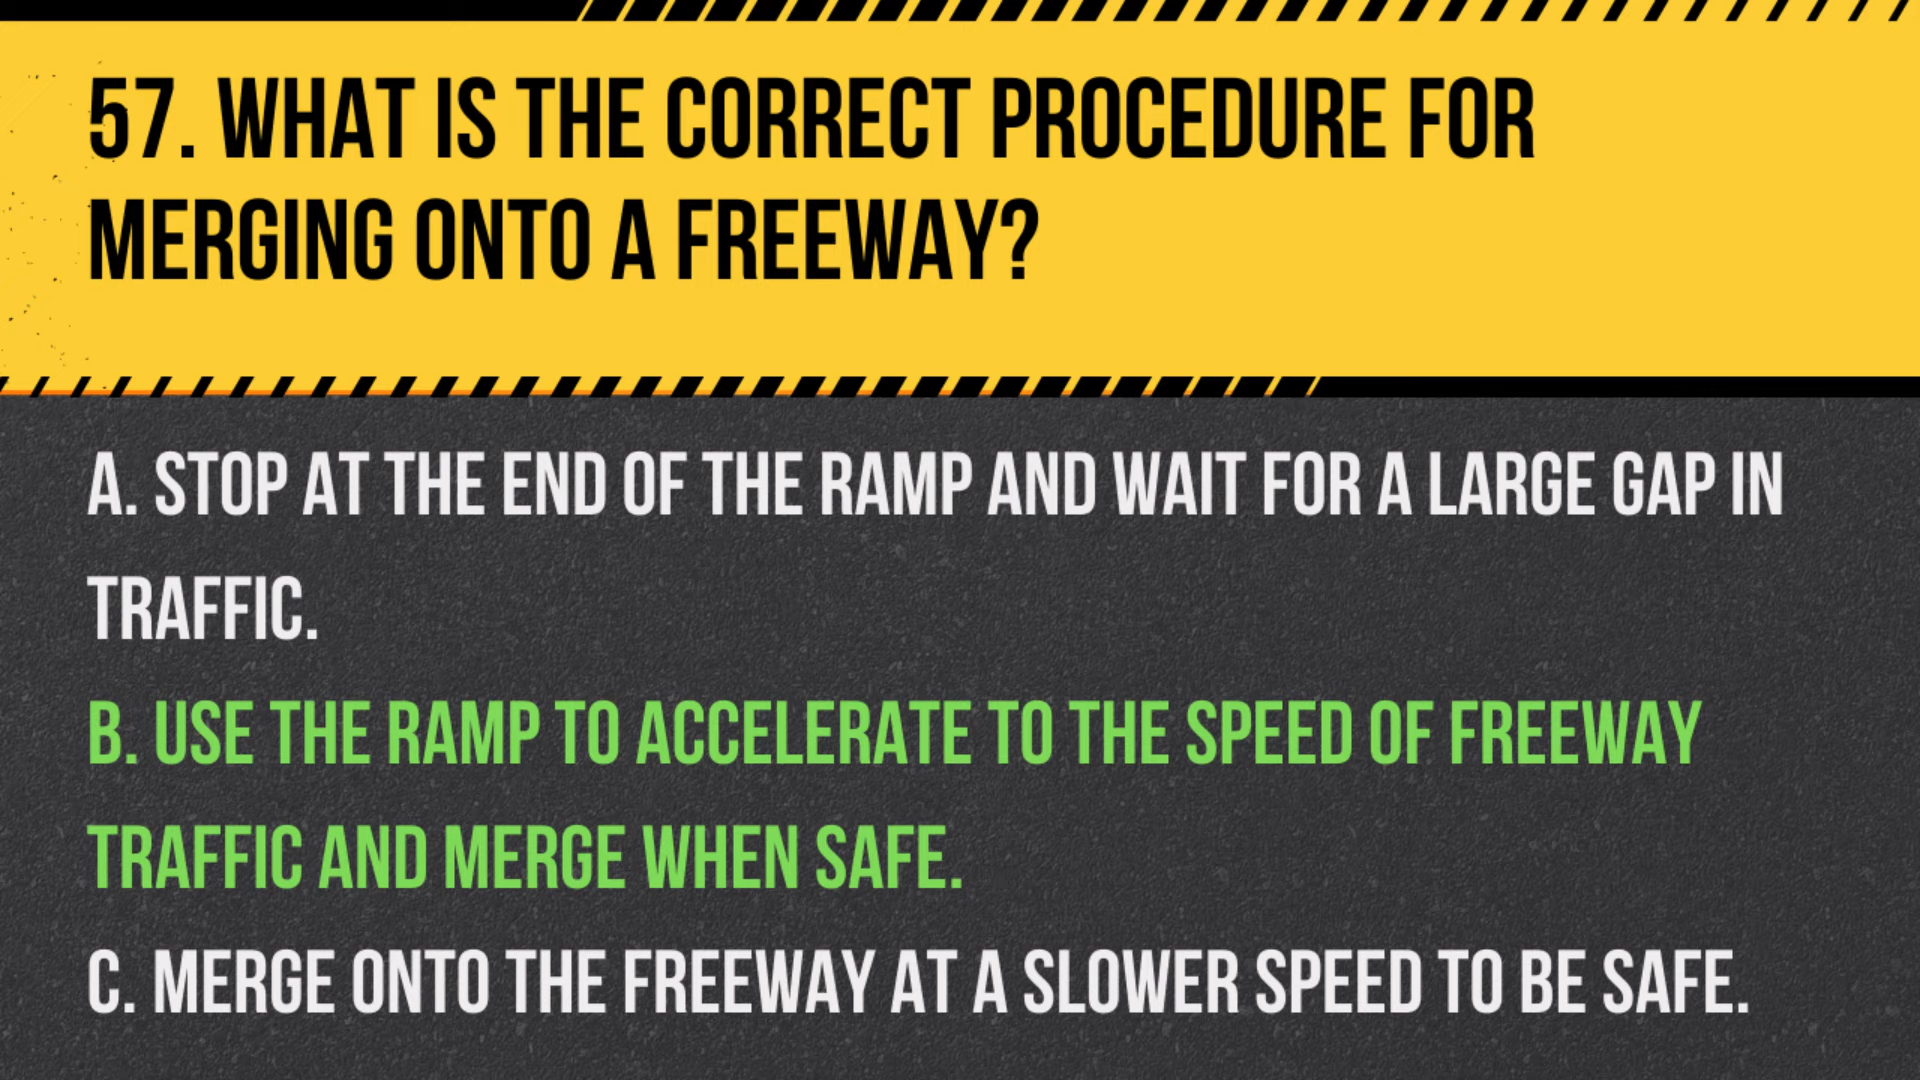 57. WHAT IS THE CORRECT PROCEDURE FOR
MERGING ONTO A FREEWAY?
A. STOP AT THE END OF THE RAMP AND WAIT FOR A LARGE GAP IN
TRAFFIC.
B. USE THE RAMP TO ACCELERATE TO THE SPEED OF FREEWAY
TRAFFIC AND MERGE WHEN SAFE.
C. MERGE ONTO THE FREEWAY AT A SLOWER SPEED TO BE SAFE.